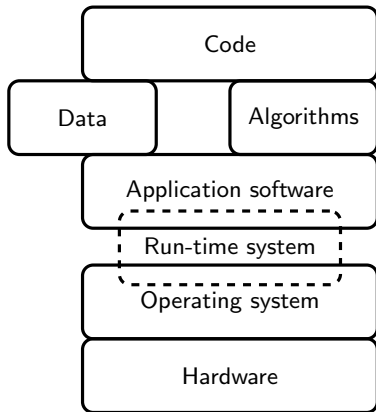 Code
Data
Algorithms
Application software
Run-time system
Operating system
Hardware